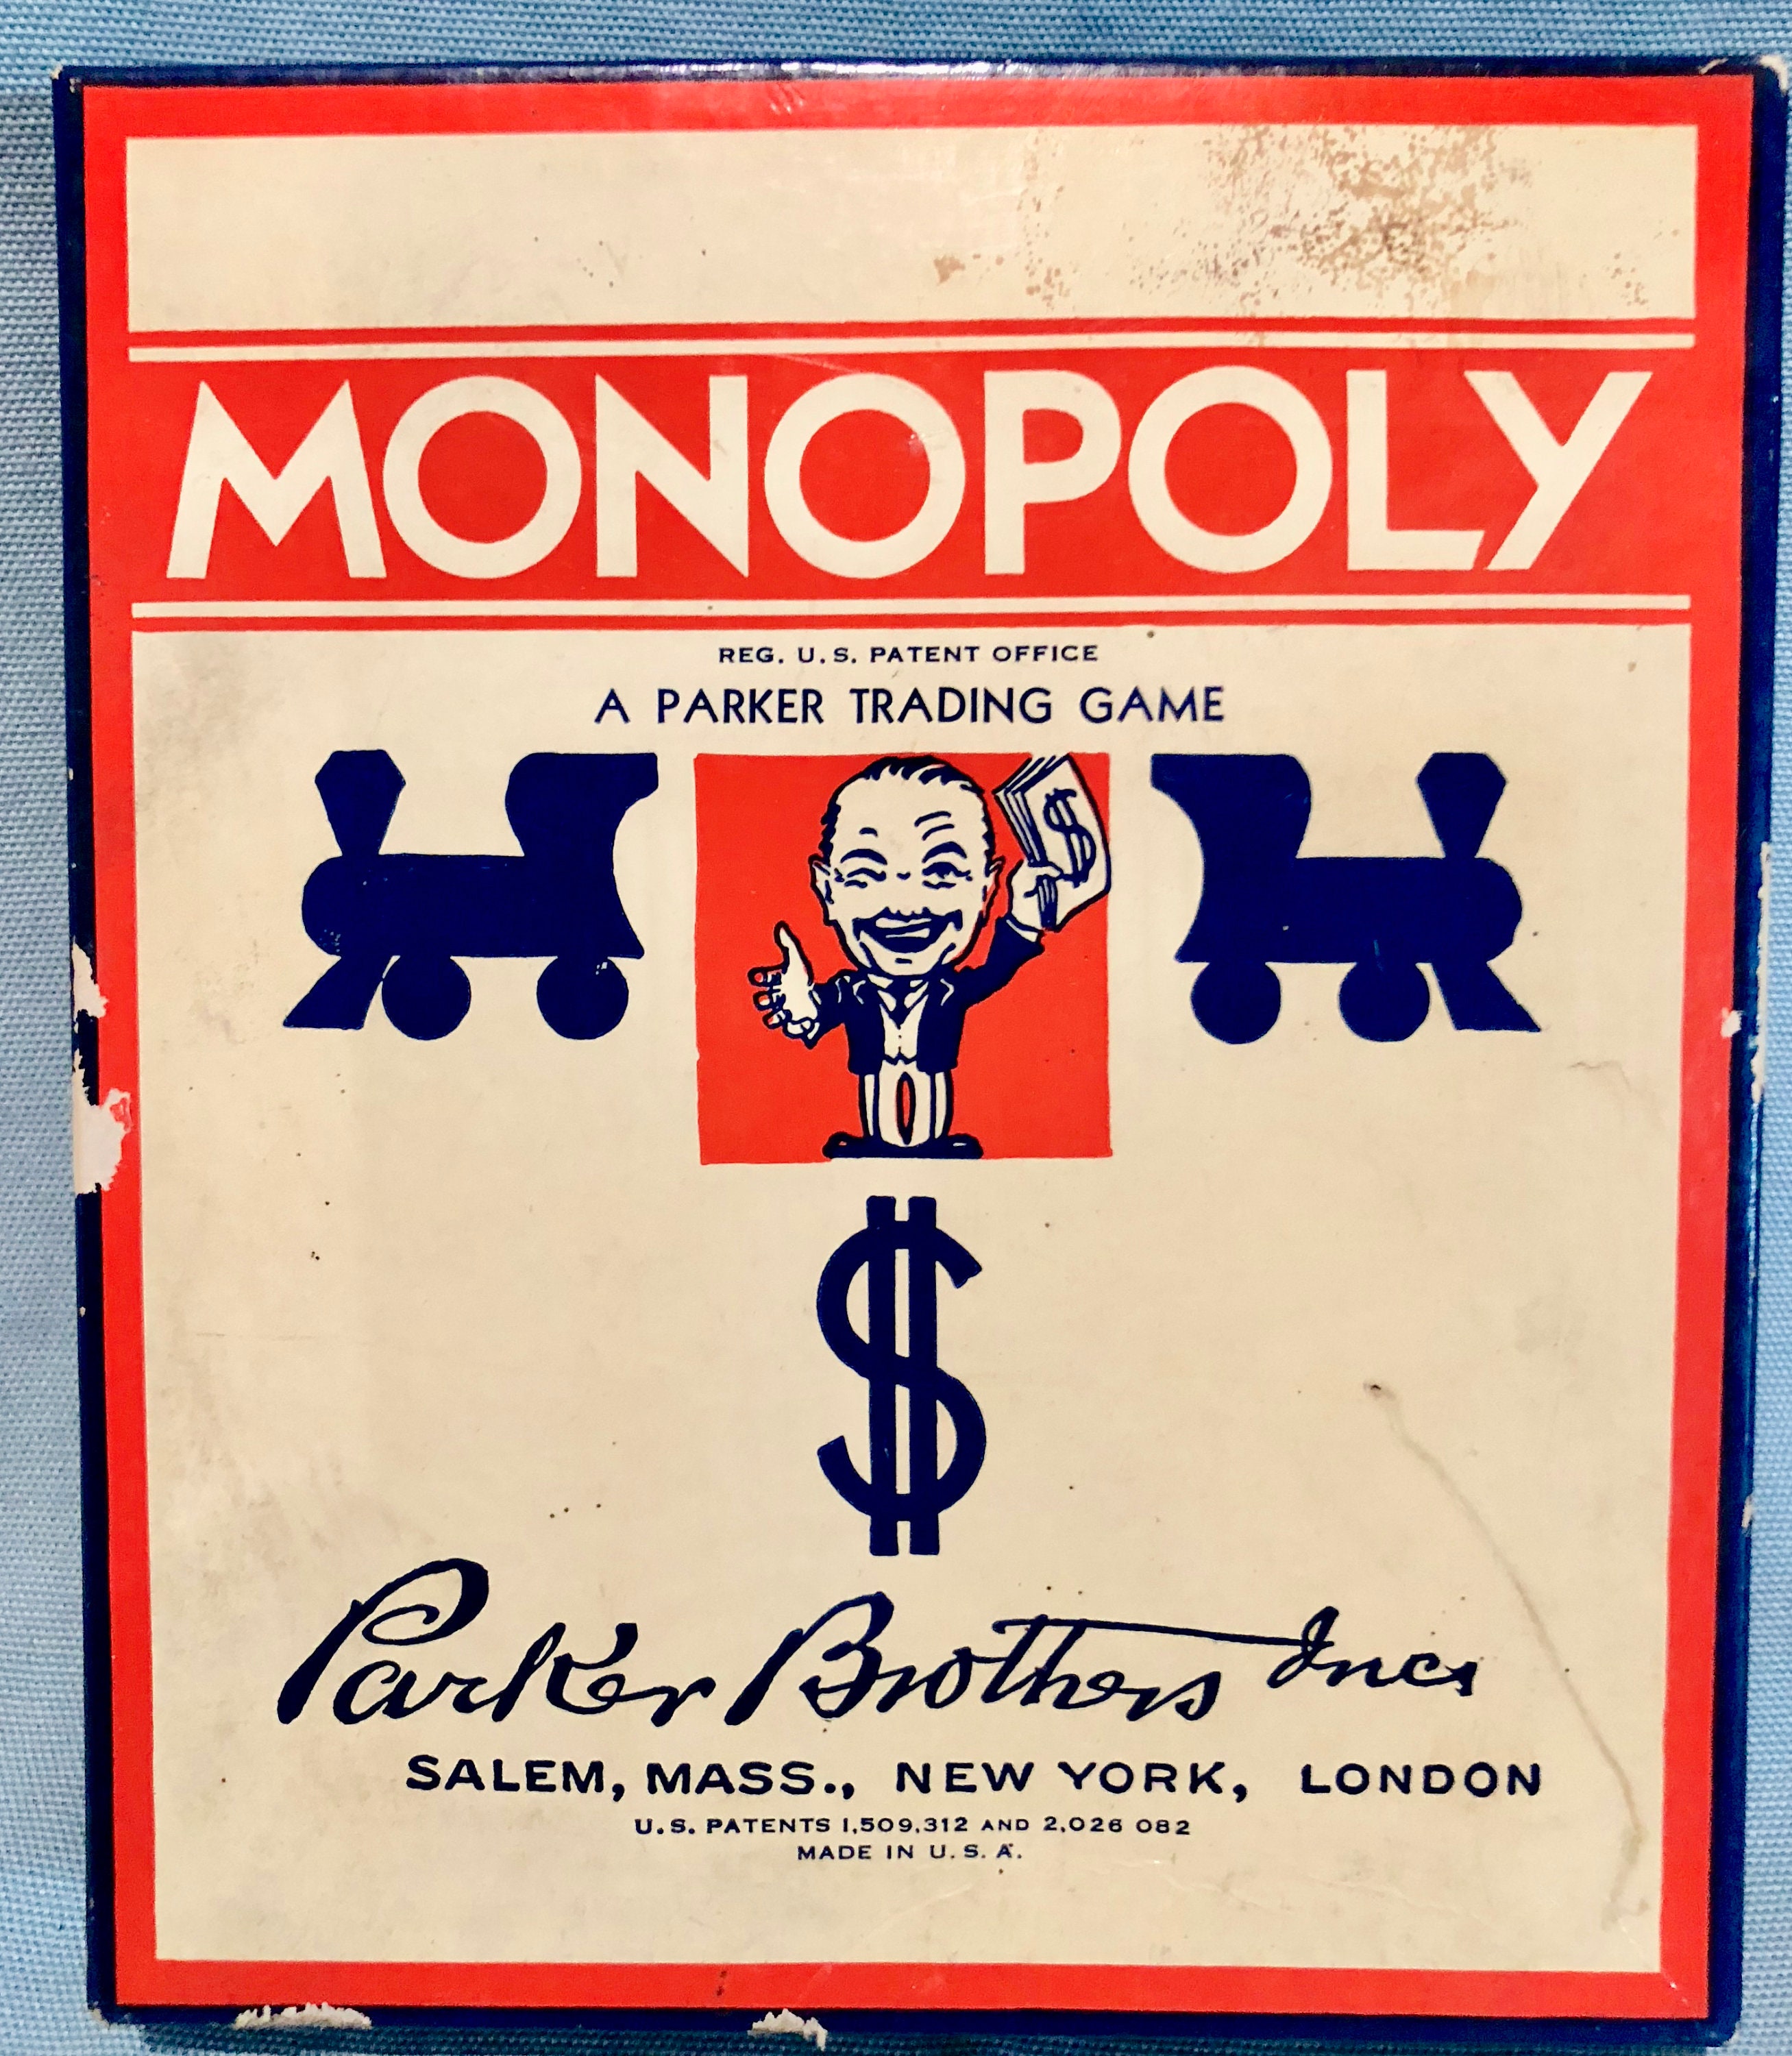 MONOPOLY
REG. U.S. PATENT OFFICE
A PARKER TRADING GAME
$
$
Parker Brothers Inc.
SALEM, MASS., NEW YORK, LONDON
U.S. PATENTS 1,509,312 AND 2,026 082
MADE IN U.S.A.